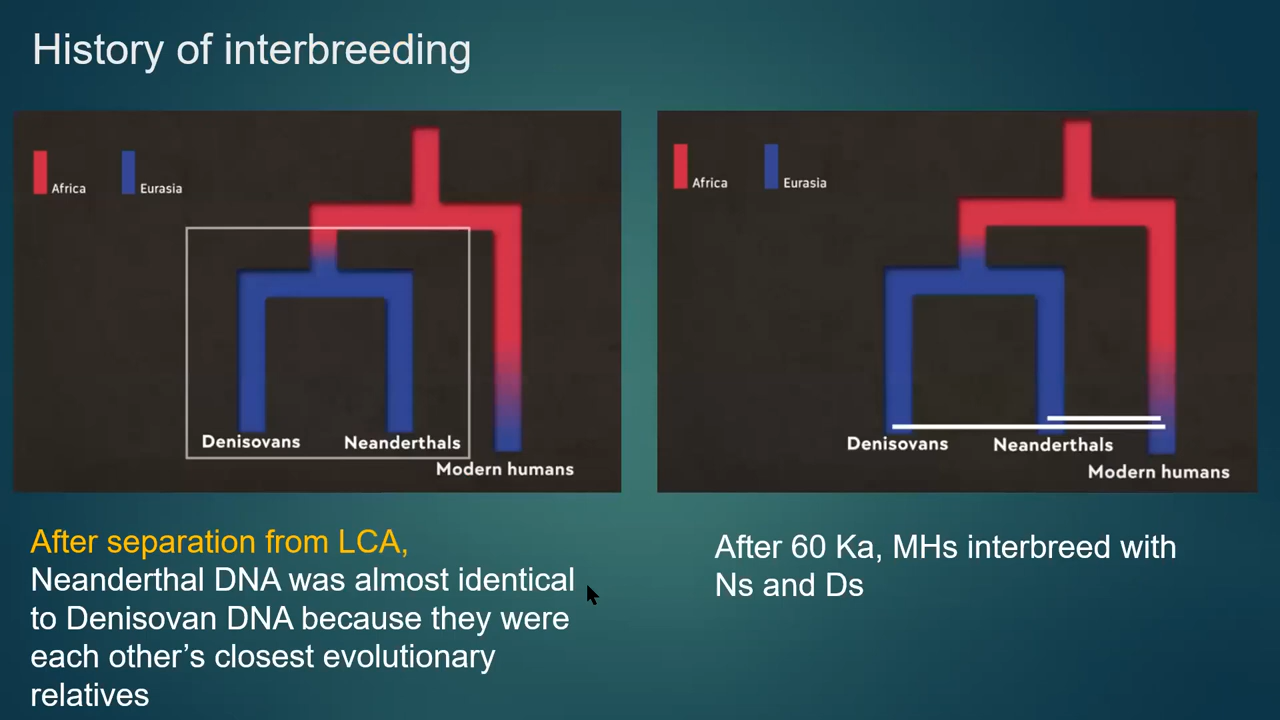 History of interbreeding
Africa
Eurasia
Denisovans
Neanderthals
Modern humans
Africa
Eurasia
Denisovans
Neanderthals
Modern humans
After separation from LCA,
Neanderthal DNA was almost identical
to Denisovan DNA because they were
each other’s closest evolutionary
relatives
After 60 Ka, MHs interbreed with
Ns and Ds